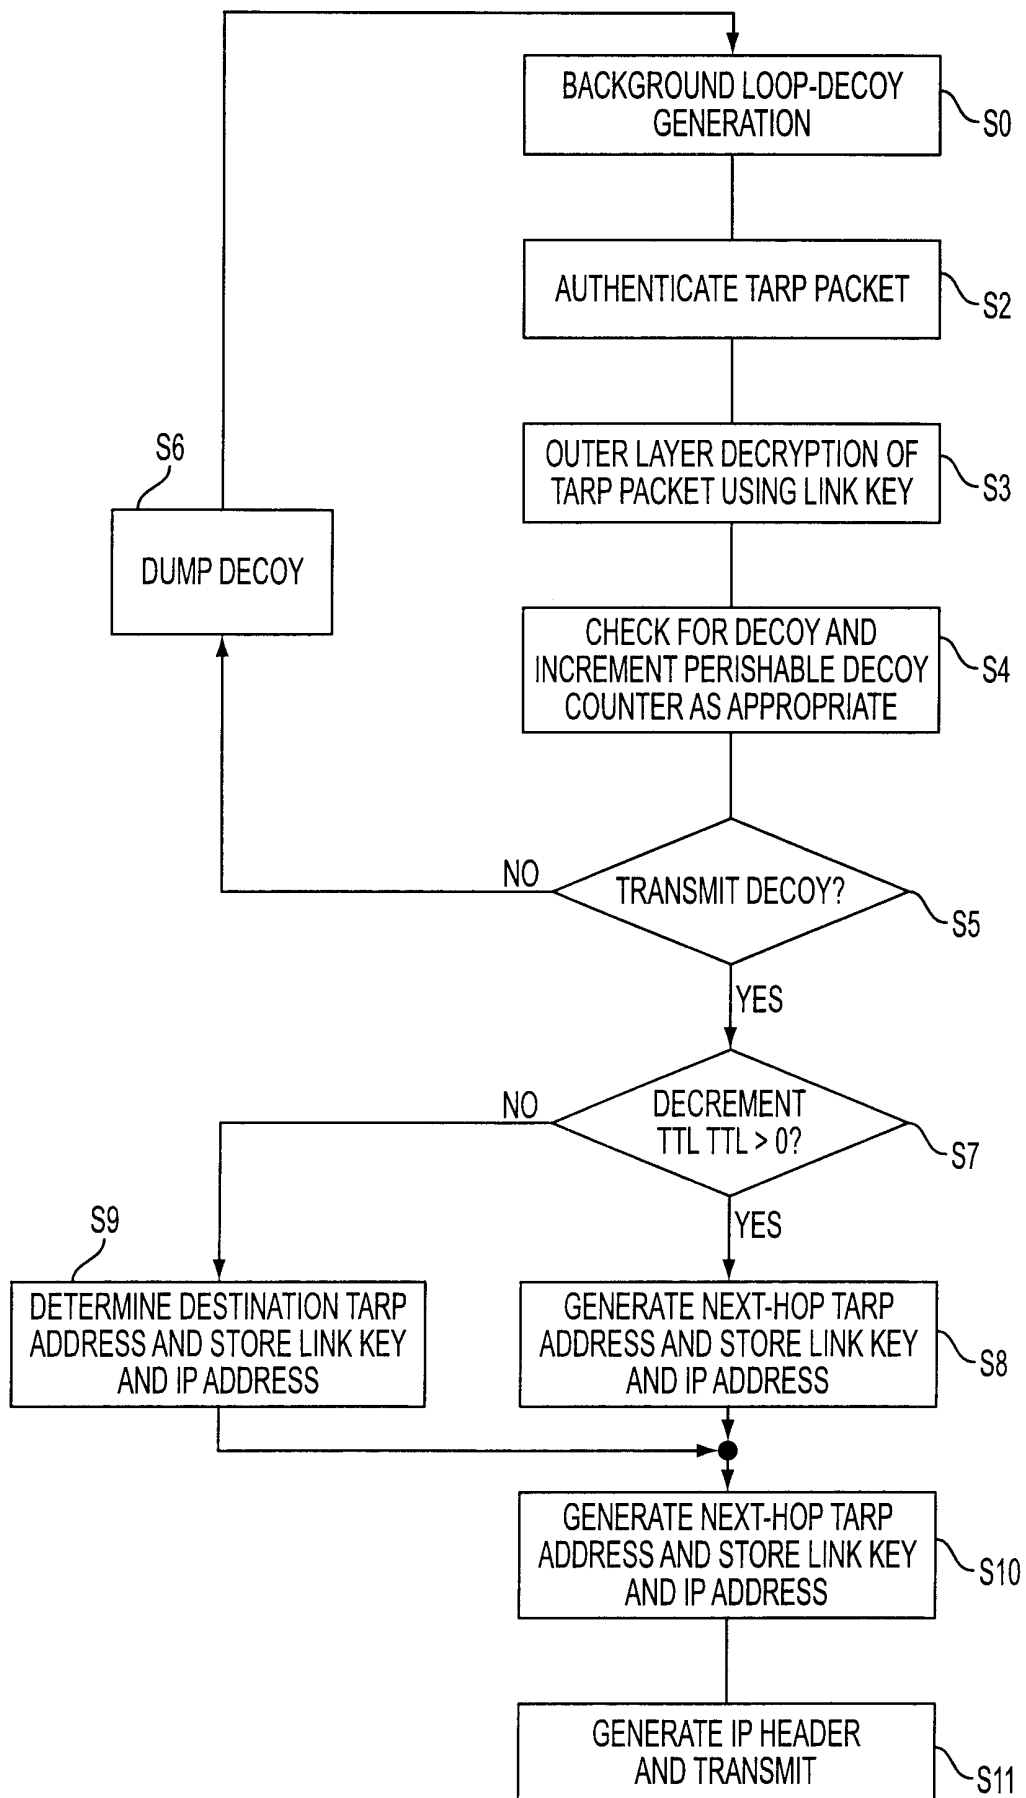 BACKGROUND LOOP-DECOY
GENERATION
S0
AUTHENTICATE TARP PACKET
S2
OUTER LAYER DECRYPTION OF
TARP PACKET USING LINK KEY
S3
S6
DUMP DECOY
CHECK FOR DECOY AND
INCREMENT PERISHABLE DECOY
COUNTER AS APPROPRIATE
S4
NO
TRANSMIT DECOY?
S5
YES
NO
DECREMENT
TTL TTL > 0?
S7
YES
S9
DETERMINE DESTINATION TARP
ADDRESS AND STORE LINK KEY
AND IP ADDRESS
GENERATE NEXT-HOP TARP
ADDRESS AND STORE LINK KEY
AND IP ADDRESS
S8
GENERATE NEXT-HOP TARP
ADDRESS AND STORE LINK KEY
AND IP ADDRESS
S10
GENERATE IP HEADER
AND TRANSMIT
S11